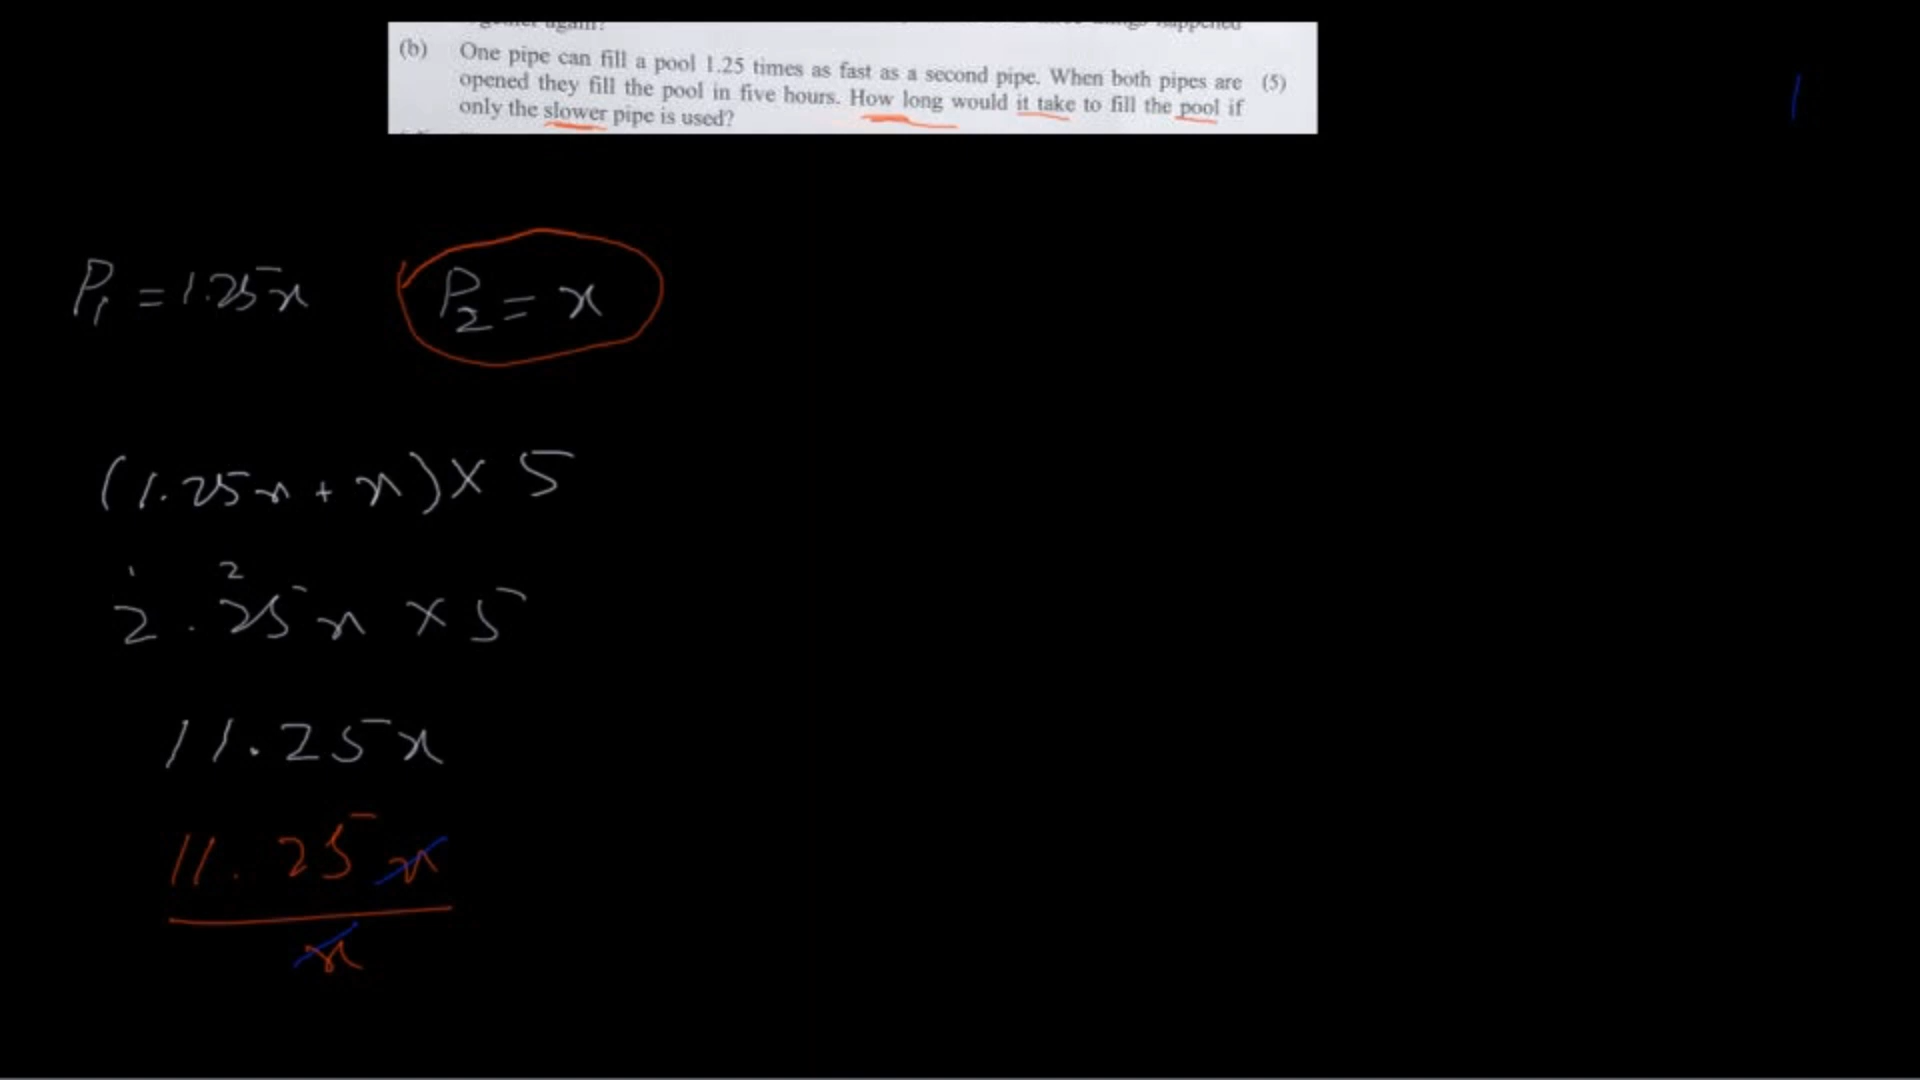 (b) One pipe can fill a pool 1.25 times as fast as a second pipe. When both pipes are (5)
opened they fill the pool in five hours. How long would it take to fill the pool if
only the slower pipe is used?
P₁ = 1.25x P₂ = x
(1.25x + x) × 5
1 2
2.25x × 5
11.25x
11.25x
x